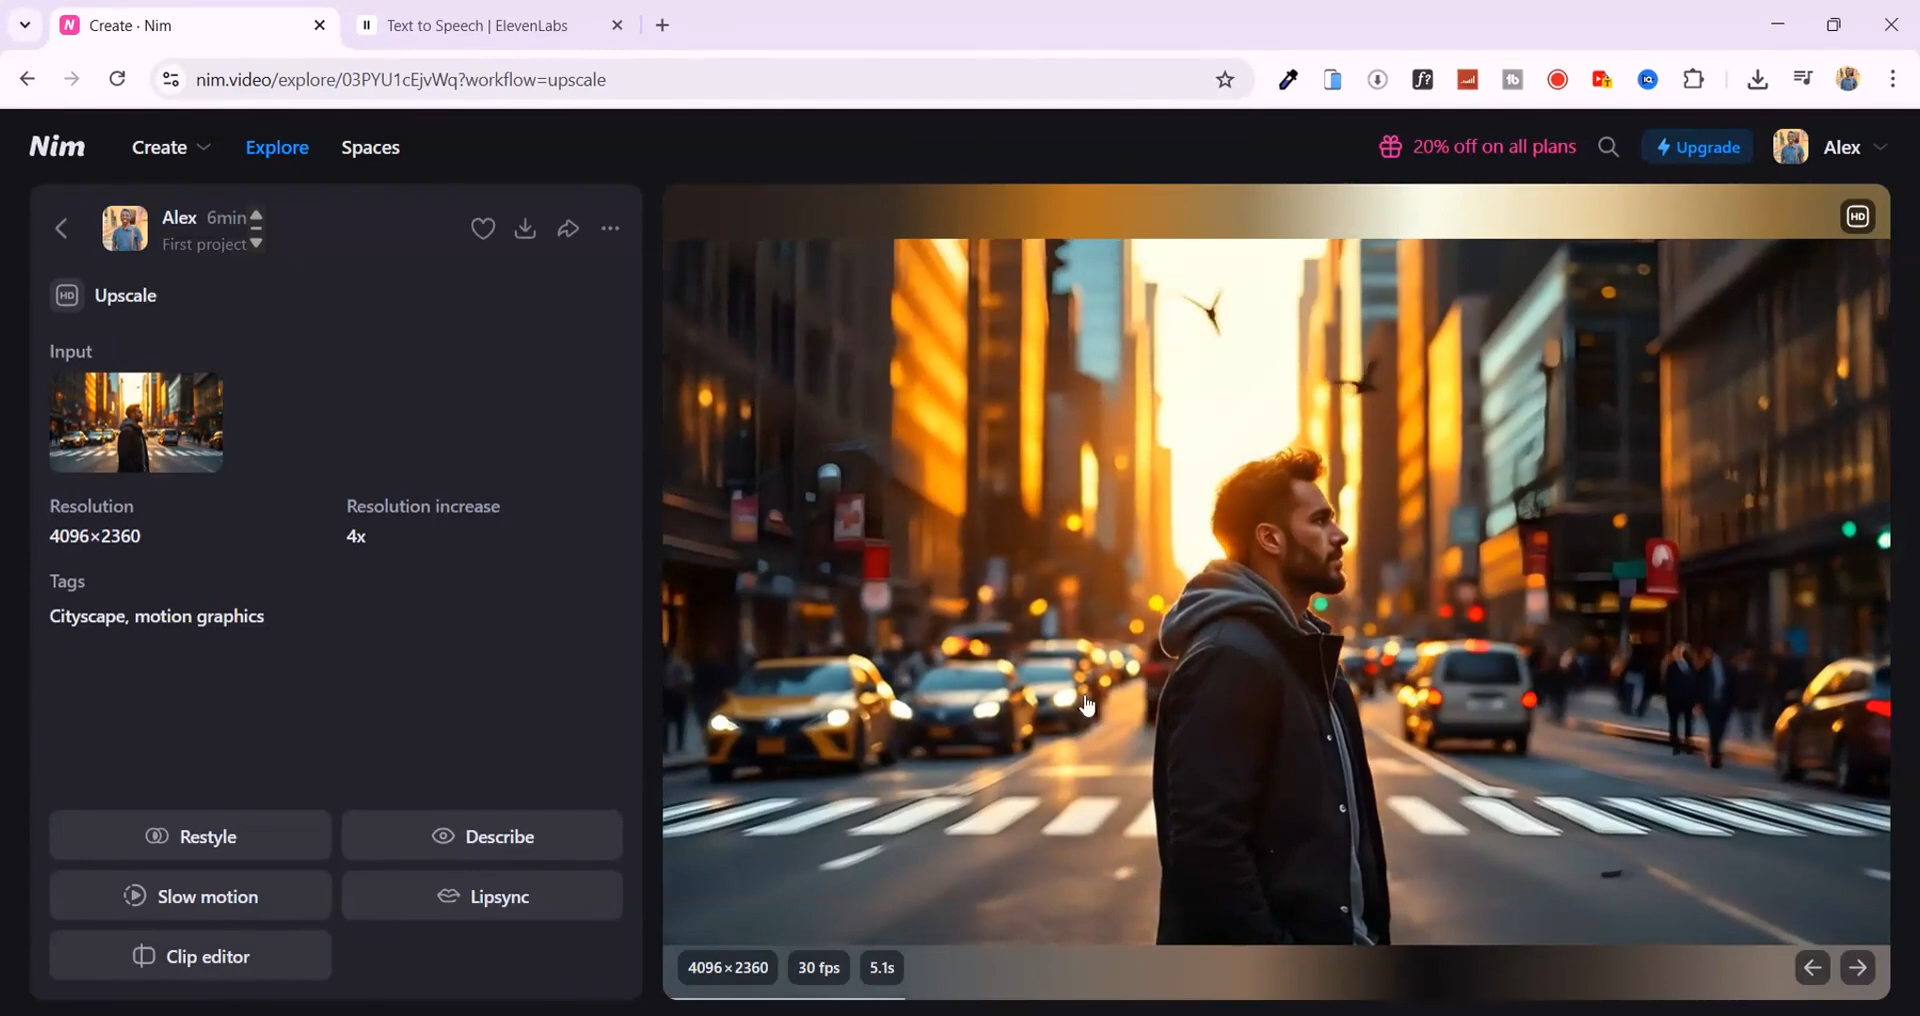 Create · Nim
Text to Speech | ElevenLabs
nim.video/explore/03PYU1cEjvWq?workflow=upscale
Nim
Create
Explore
Spaces
20% off on all plans
Upgrade
Alex
Alex 6min
First project
HD Upscale
Input
Resolution
Resolution increase
4096×2360
4x
Tags
Cityscape, motion graphics
Restyle
Describe
Slow motion
Lipsync
Clip editor
HD
4096×2360
30 fps
5.1s